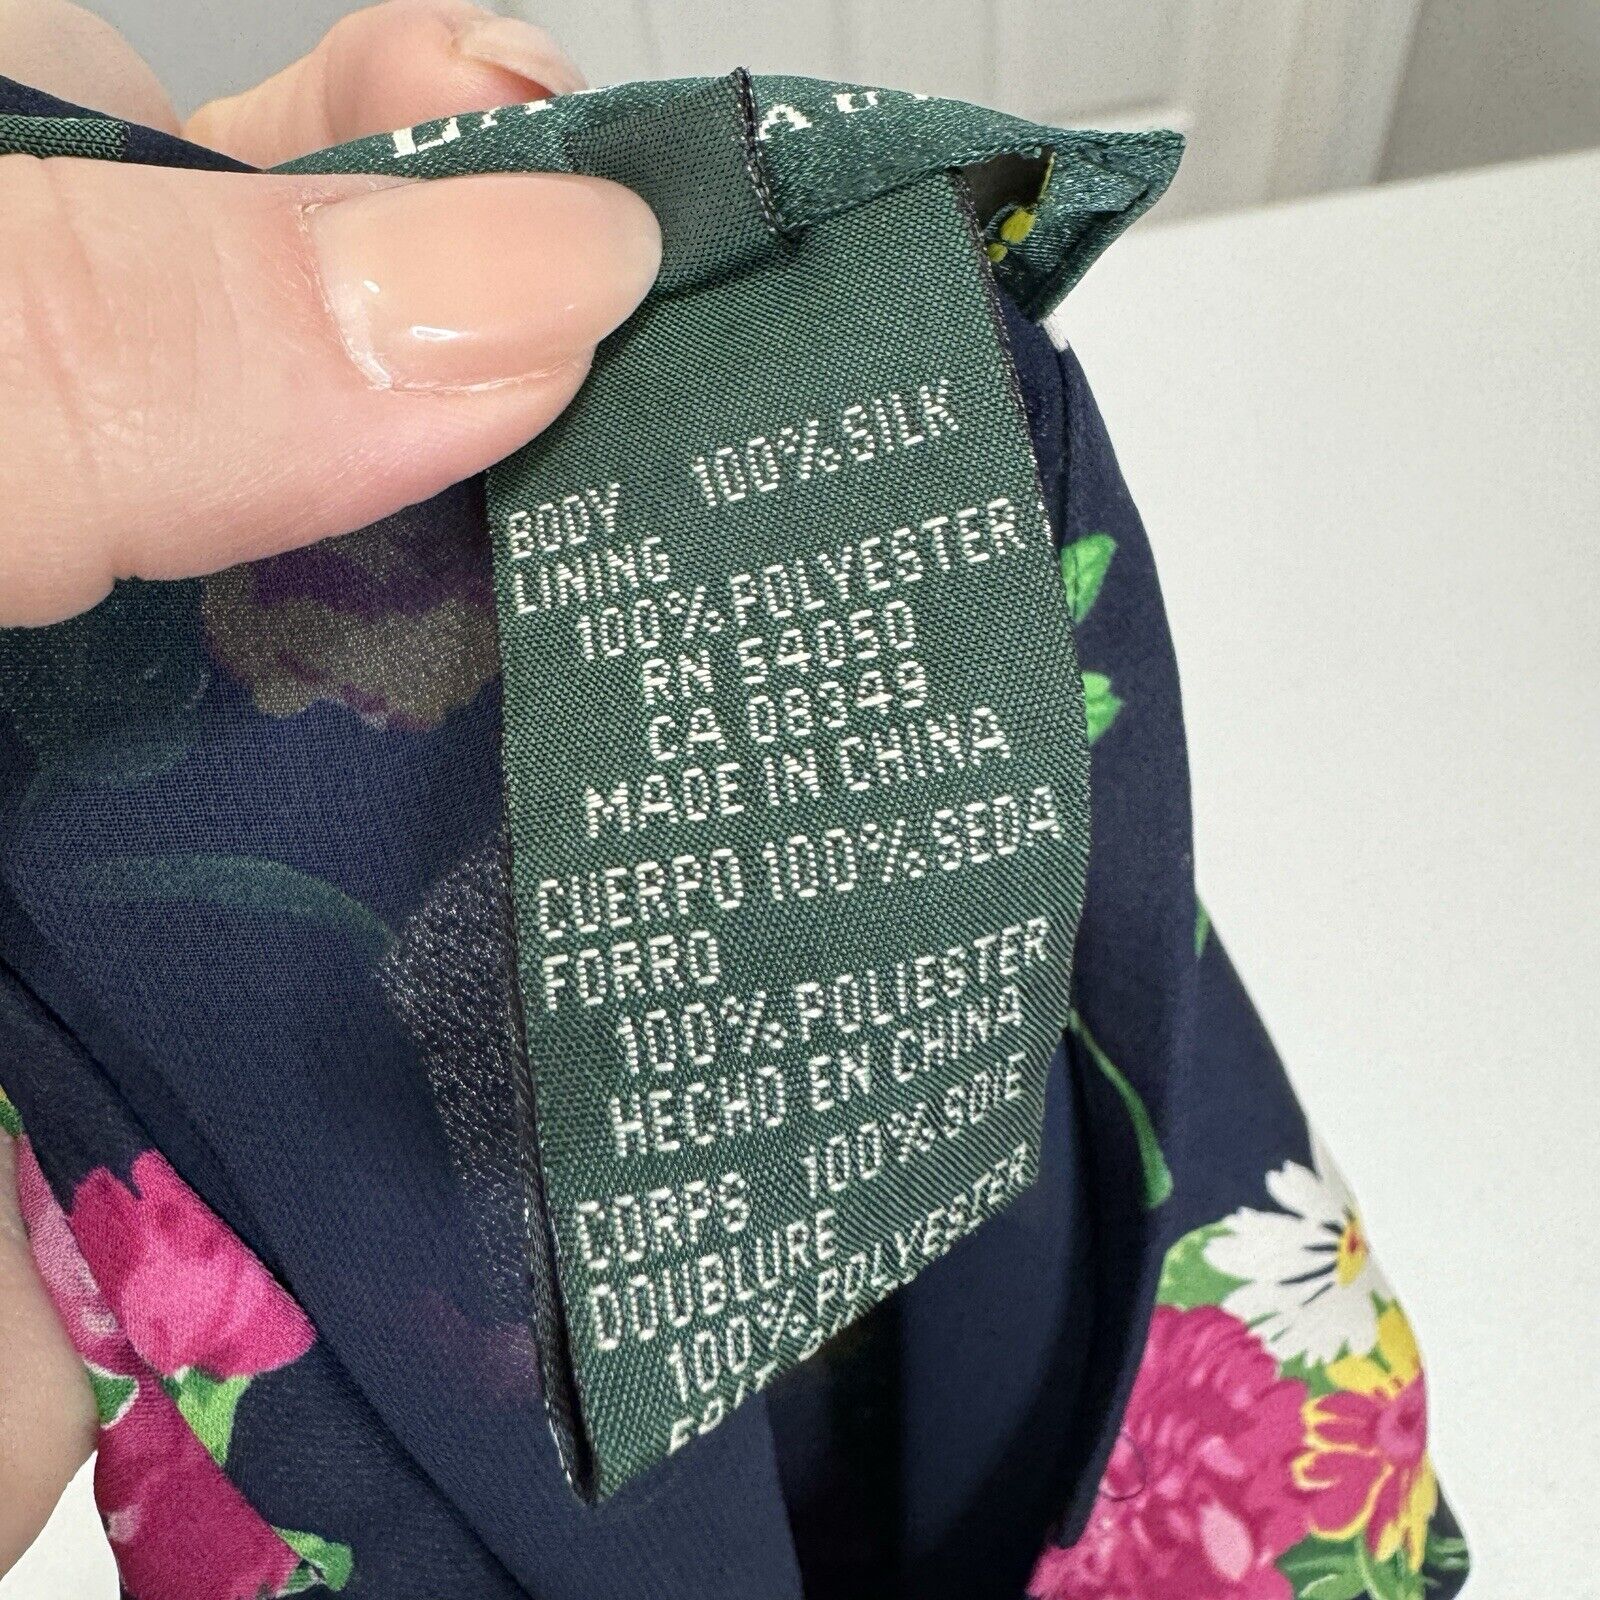 BODY 100% SILK
LINING
100% POLYESTER
RN 54050
CA 08349
MADE IN CHINA
CUERPO 100% SEDA
FORRO
100% POLIESTER
HECHO EN CHINA
CORPS 100% SOIE
DOUBLURE
100% POLYESTER